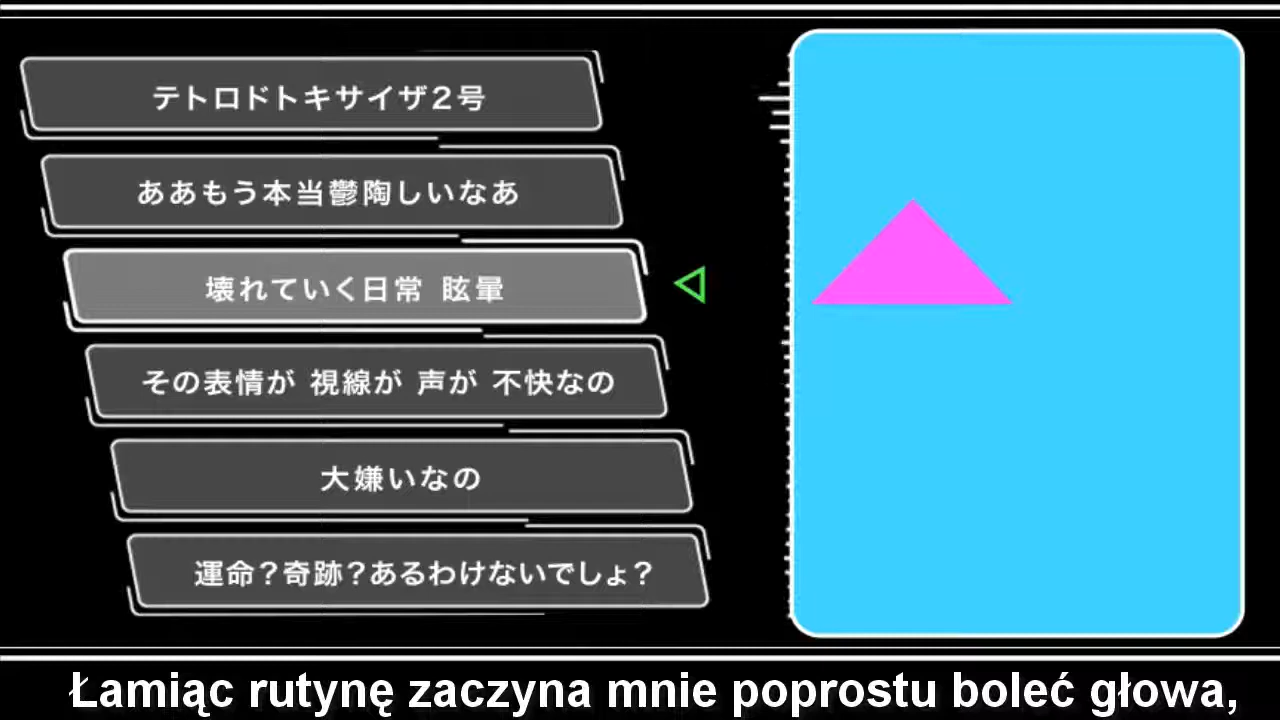 テトロドトキサイザ2号
ああもう本当鬱陶しいなあ
壊れていく日常 眩暈
その表情が 視線が 声が 不快なの
大嫌いなの
運命？奇跡？あるわけないでしょ？
Łamiąc rutynę zaczyna mnie poprostu boleć głowa,